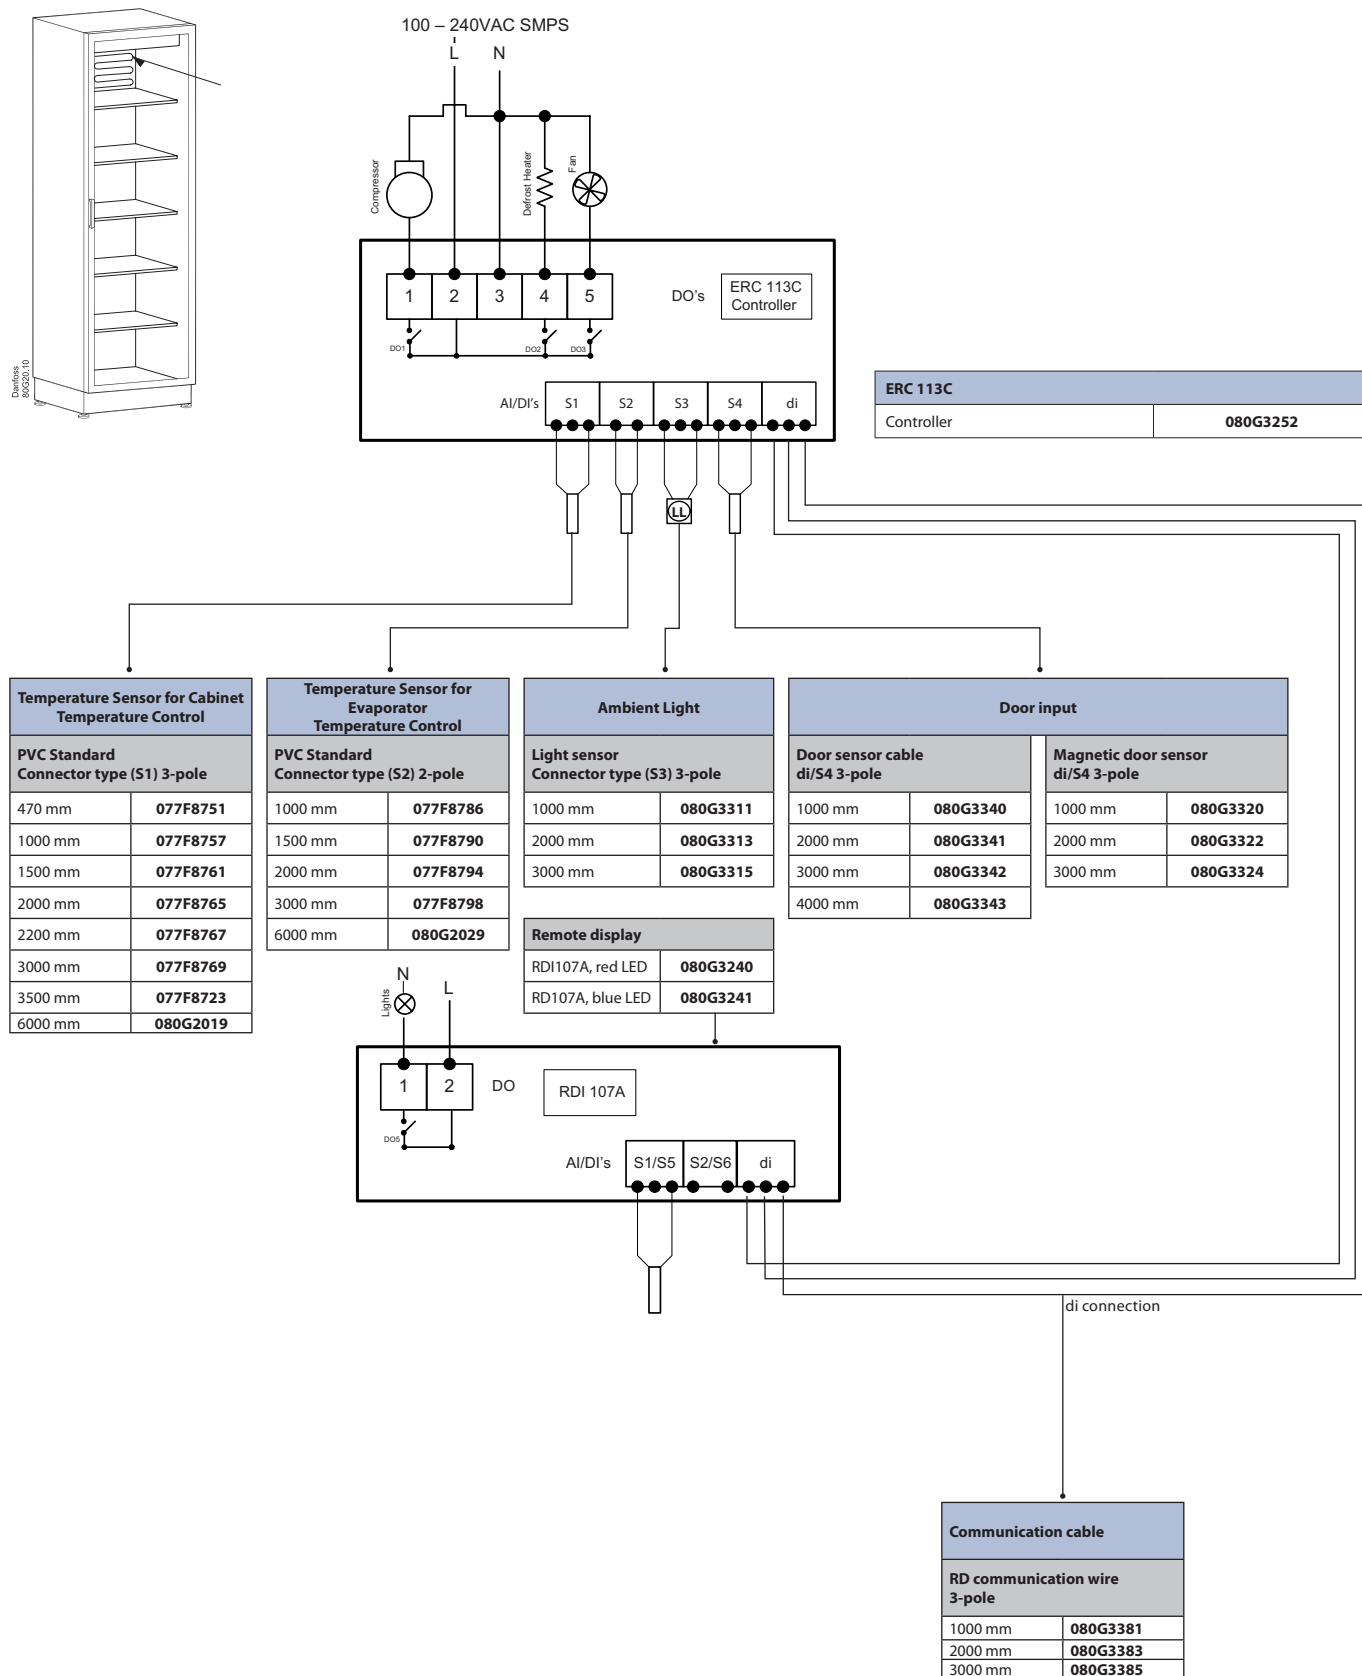 100 – 240VAC SMPS
L N
Compressor
Defrost Heater
Fan
1 2 3 4 5
DO's
ERC 113C
Controller
DO1 DO2 DO3
AI/DI's S1 S2 S3 S4 di
LL
Danfoss
80G20.10
ERC 113C
Controller 080G3252
Temperature Sensor for Cabinet
Temperature Control
PVC Standard
Connector type (S1) 3-pole
470 mm 077F8751
1000 mm 077F8757
1500 mm 077F8761
2000 mm 077F8765
2200 mm 077F8767
3000 mm 077F8769
3500 mm 077F8723
6000 mm 080G2019
Temperature Sensor for
Evaporator
Temperature Control
PVC Standard
Connector type (S2) 2-pole
1000 mm 077F8786
1500 mm 077F8790
2000 mm 077F8794
3000 mm 077F8798
6000 mm 080G2029
Ambient Light
Light sensor
Connector type (S3) 3-pole
1000 mm 080G3311
2000 mm 080G3313
3000 mm 080G3315
Door input
Door sensor cable
di/S4 3-pole
1000 mm 080G3340
2000 mm 080G3341
3000 mm 080G3342
4000 mm 080G3343
Magnetic door sensor
di/S4 3-pole
1000 mm 080G3320
2000 mm 080G3322
3000 mm 080G3324
Remote display
RDI107A, red LED 080G3240
RD107A, blue LED 080G3241
N L
Lights
1 2 DO
RDI 107A
DO5
AI/DI's S1/S5 S2/S6 di
di connection
Communication cable
RD communication wire
3-pole
1000 mm 080G3381
2000 mm 080G3383
3000 mm 080G3385